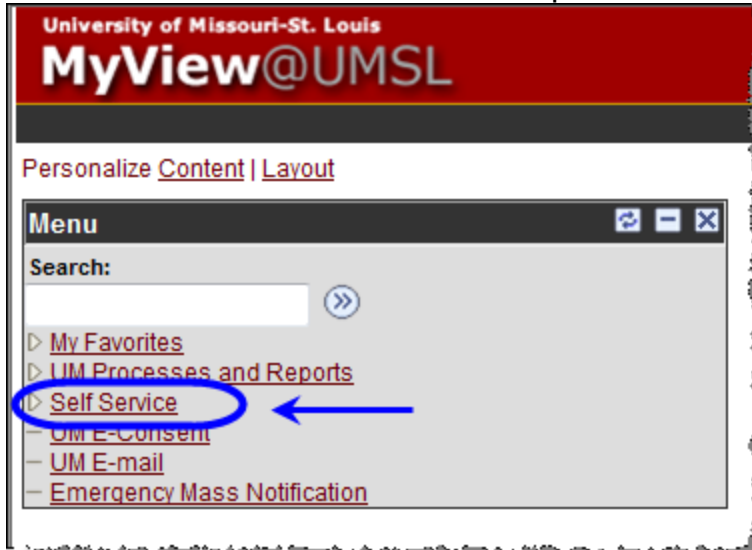 University of Missouri-St. Louis
MyView@UMSL
Personalize Content | Layout
Menu
Search:
My Favorites
UM Processes and Reports
Self Service
UM E-Consent
UM E-mail
Emergency Mass Notification